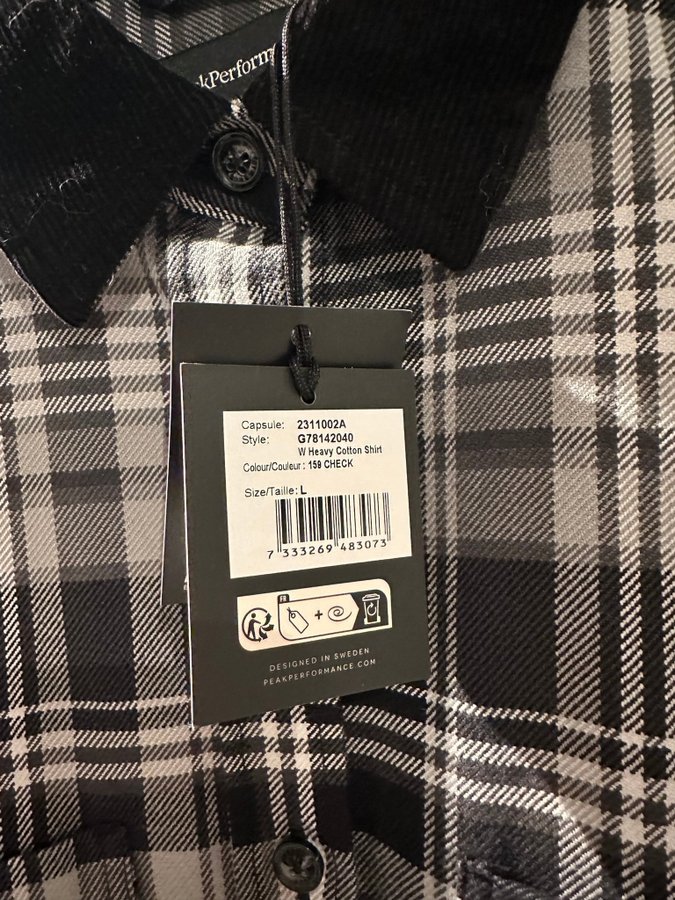 kPerform
Capsule: 2311002A
Style: G78142040
W Heavy Cotton Shirt
Colour/Couleur : 159 CHECK
Size/Taille: L
7 333269 483073
FR
+
DESIGNED IN SWEDEN
PEAKPERFORMANCE.COM